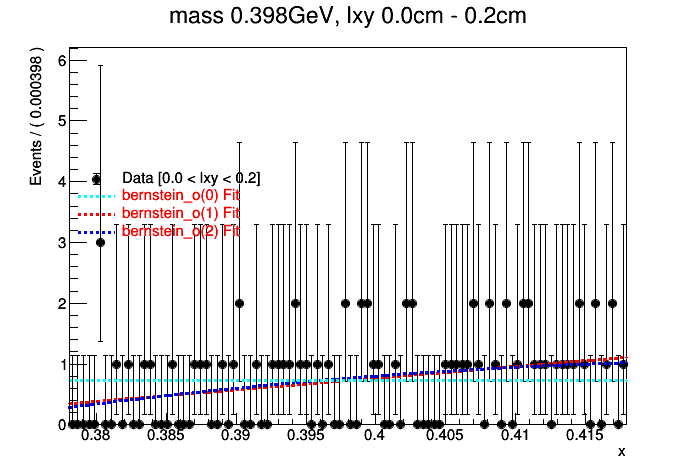 mass 0.398GeV, lxy 0.0cm - 0.2cm
Events / ( 0.000398 )
6
5
4
3
2
1
0
Data [0.0 < lxy < 0.2]
bernstein_o(0) Fit
bernstein_o(1) Fit
bernstein_o(2) Fit
0.38 0.385 0.39 0.395 0.4 0.405 0.41 0.415
x